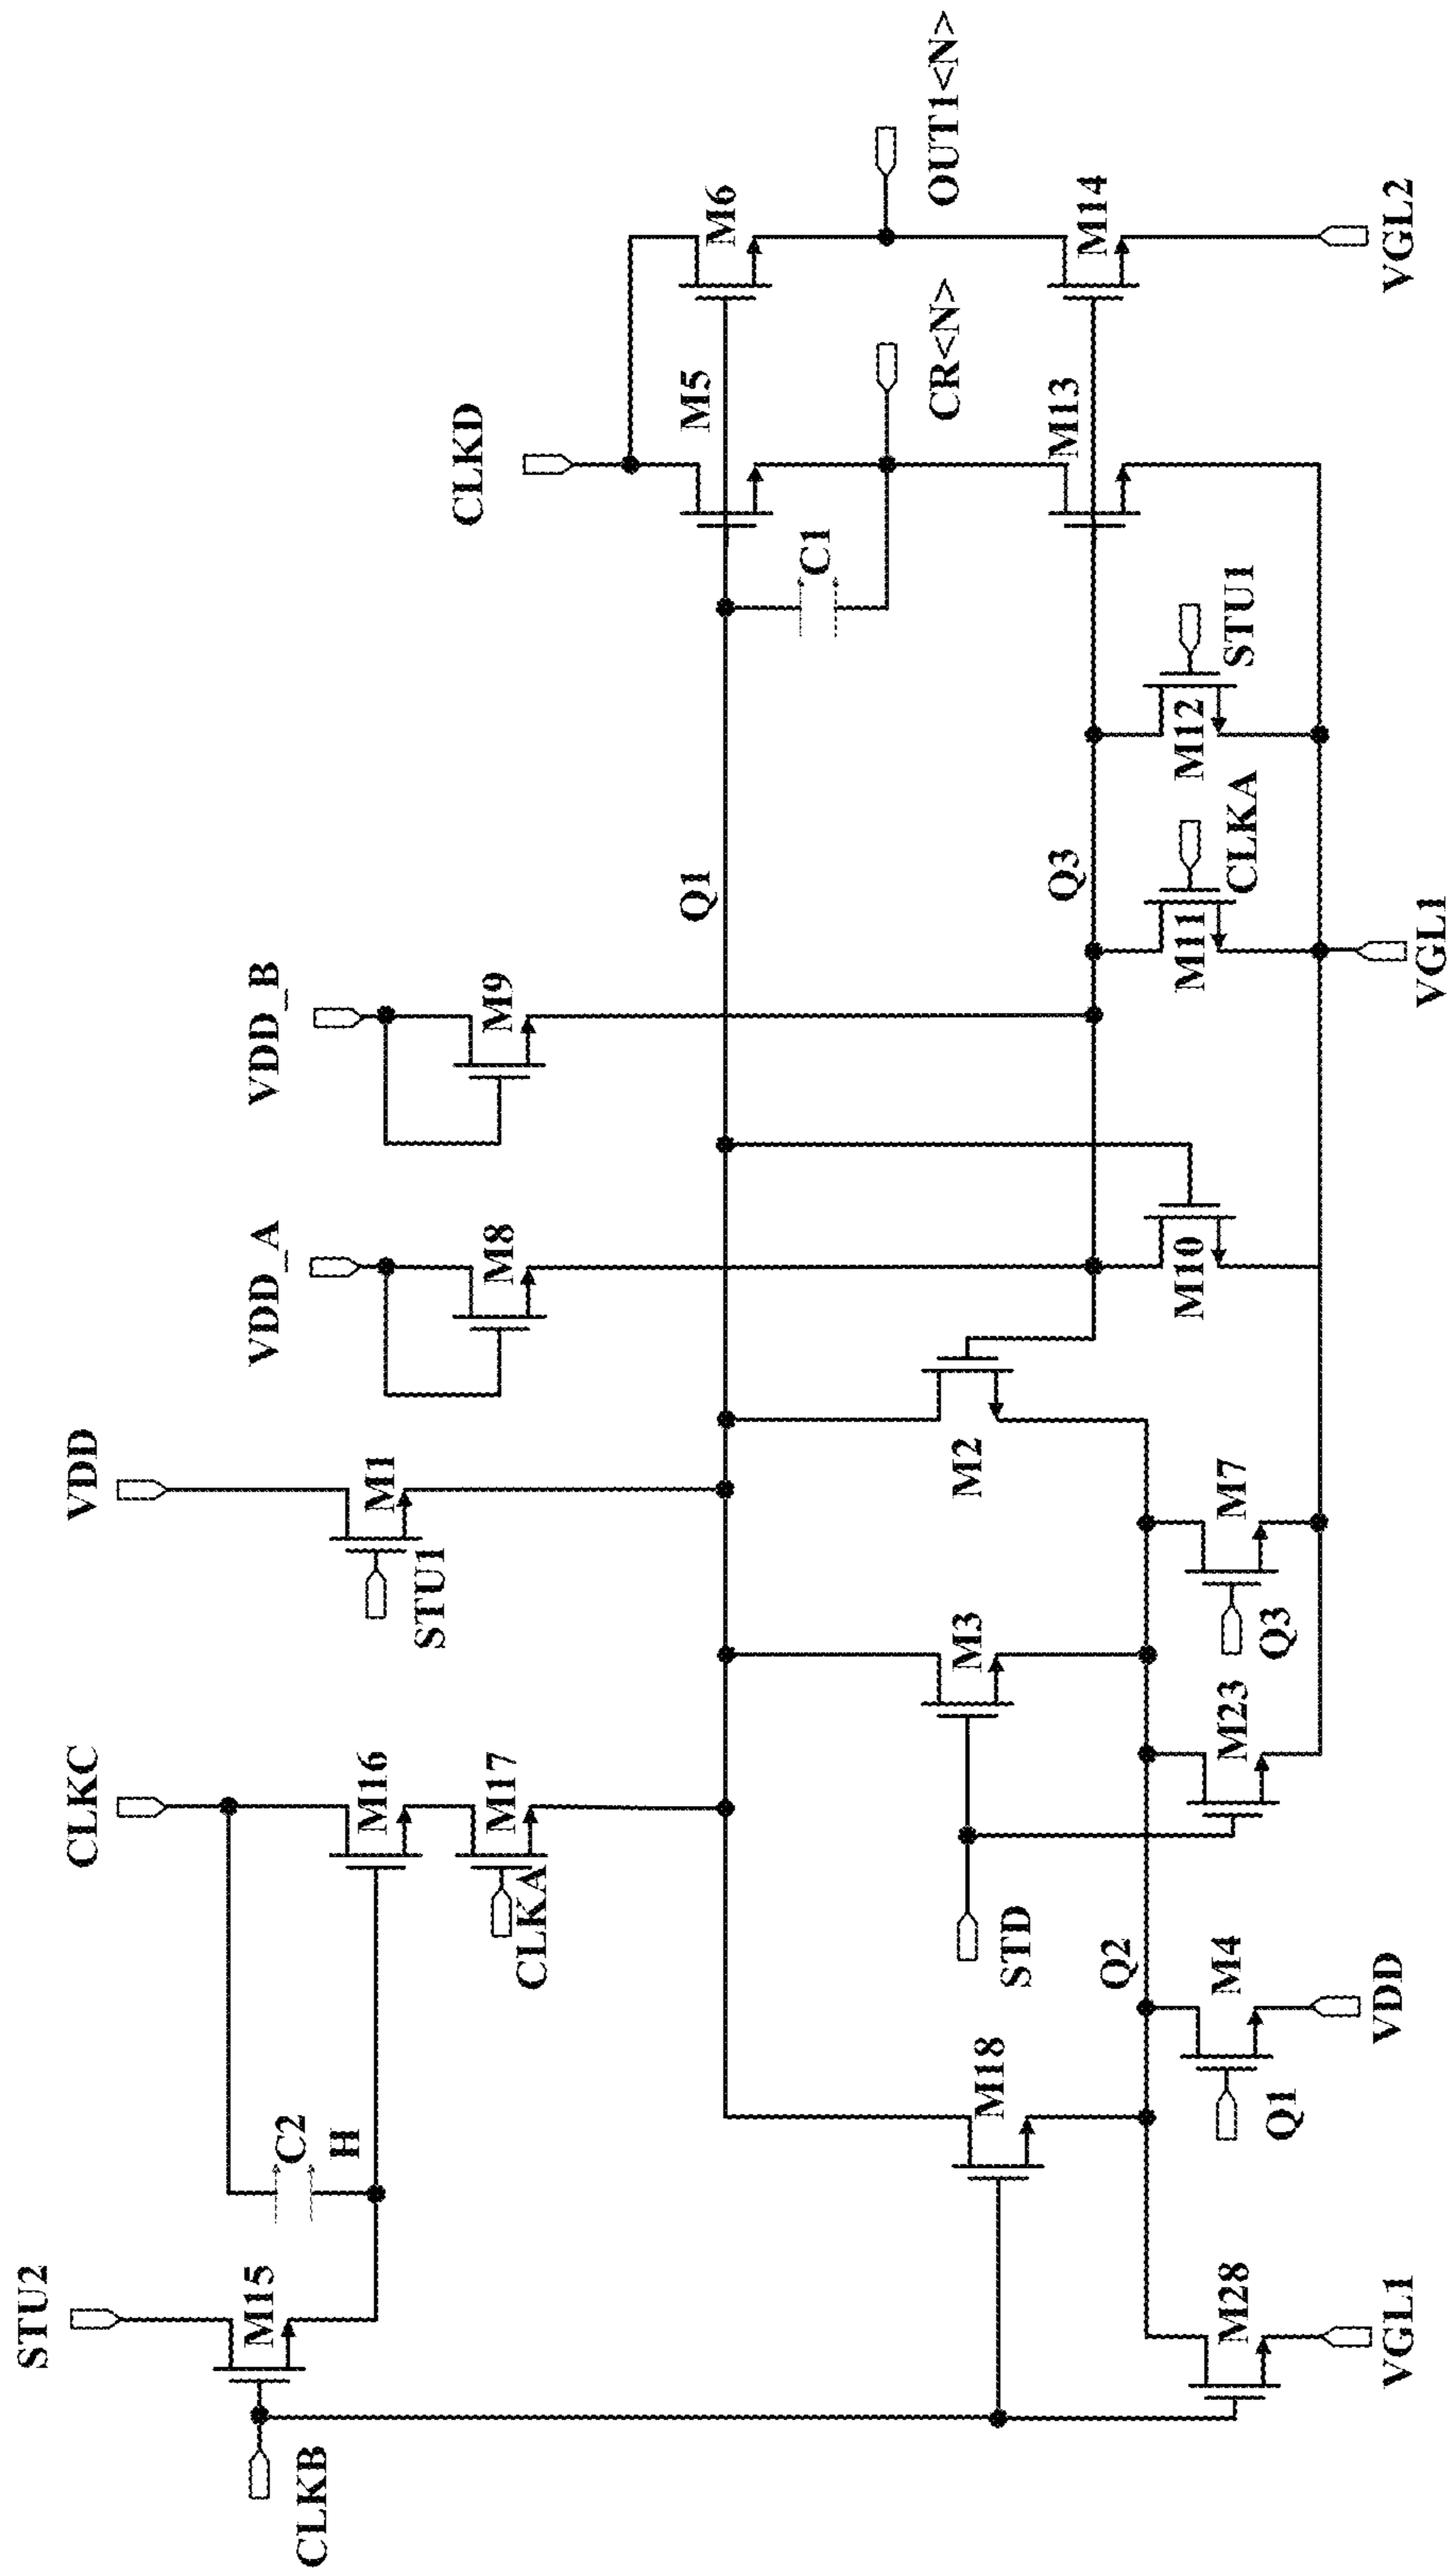 STU2
CLKB
M15
C2
H
CLKC
M16
M17
CLKA
VDD
M1
STU1
VDD_A
M8
VDD_B
M9
Q1
CLKD
M5
M6
C1
CR<N>
OUT1<N>
M18
STD
M3
M2
Q3
M13
M14
Q2
M28
VGL1
M4
Q1
VDD
M23
M7
Q3
M10
M11
CLKA
M12
STU1
VGL1
VGL2